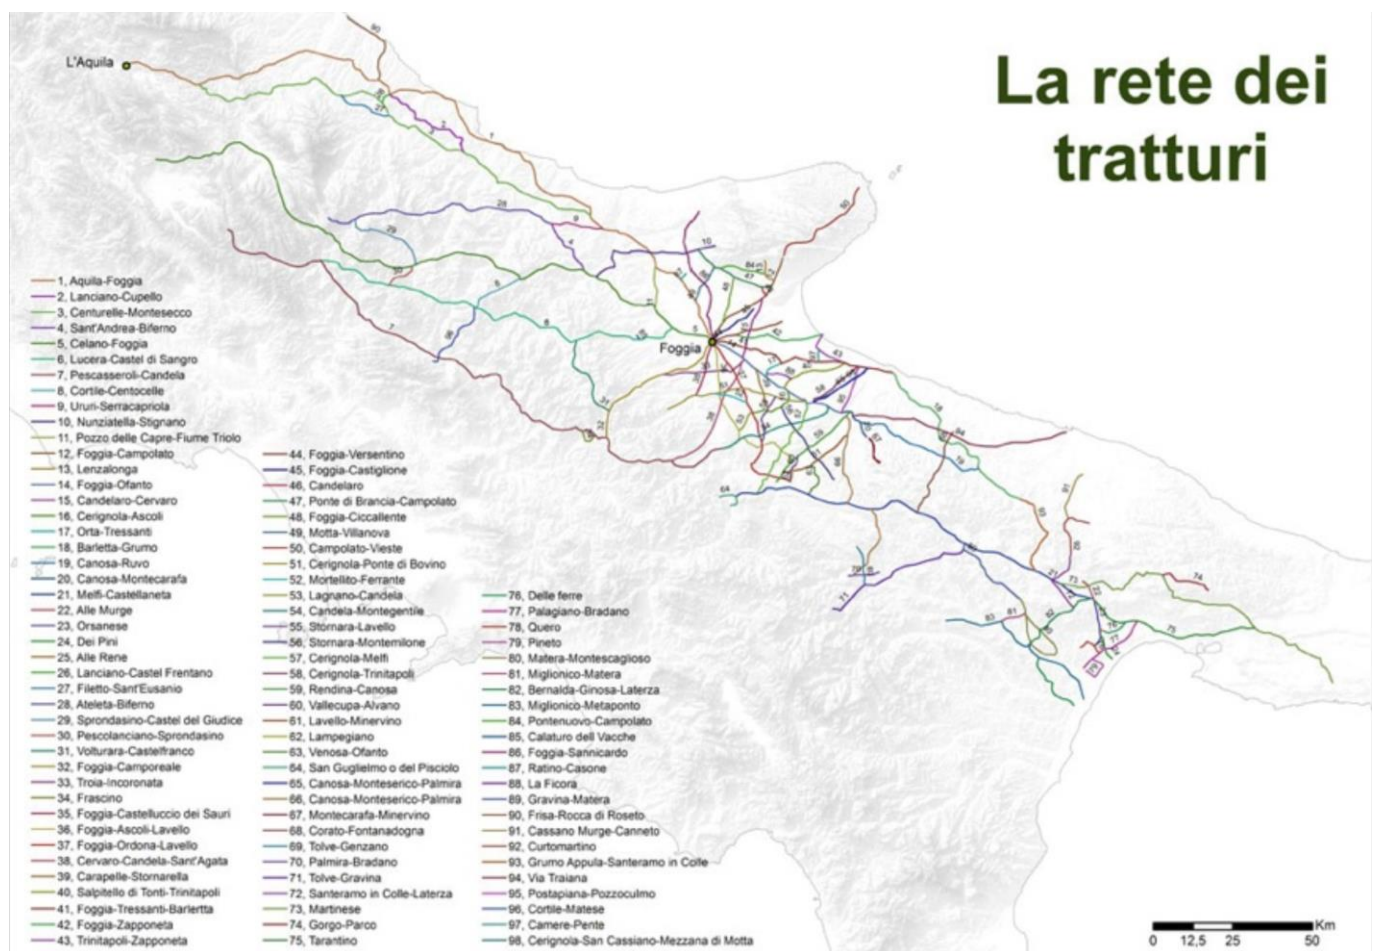 La rete dei
tratturi
L'Aquila
Foggia
1, Aquila-Foggia
2, Lanciano-Cupello
3, Centurelle-Montesecco
4, Sant'Andrea-Biferno
5, Celano-Foggia
6, Lucera-Castel di Sangro
7, Pescasseroli-Candela
8, Cortile-Centocelle
9, Ururi-Serracapriola
10, Nunziatella-Stignano
11, Pozzo delle Capre-Fiume Triolo
12, Foggia-Campolato
13, Lenzalonga
14, Foggia-Ofanto
15, Candelaro-Cervaro
16, Cerignola-Ascoli
17, Orta-Tressanti
18, Barletta-Grumo
19, Canosa-Ruvo
20, Canosa-Montecarafa
21, Melfi-Castellaneta
22, Alle Murge
23, Orsanese
24, Dei Pini
25, Alle Rene
26, Lanciano-Castel Frentano
27, Filetto-Sant'Eusanio
28, Ateleta-Biferno
29, Sprondasino-Castel del Giudice
30, Pescolanciano-Sprondasino
31, Volturara-Castelfranco
32, Foggia-Camporeale
33, Troia-Incoronata
34, Frascino
35, Foggia-Castelluccio dei Sauri
36, Foggia-Ascoli-Lavello
37, Foggia-Ordona-Lavello
38, Cervaro-Candela-Sant'Agata
39, Carapelle-Stornarella
40, Salpitello di Tonti-Trinitapoli
41, Foggia-Tressanti-Barlertta
42, Foggia-Zapponeta
43, Trinitapoli-Zapponeta
44, Foggia-Versentino
45, Foggia-Castiglione
46, Candelaro
47, Ponte di Brancia-Campolato
48, Foggia-Ciccallente
49, Motta-Villanova
50, Campolato-Vieste
51, Cerignola-Ponte di Bovino
52, Mortellito-Ferrante
53, Lagnano-Candela
54, Candela-Montegentile
55, Stornara-Lavello
56, Stornara-Montemilone
57, Cerignola-Melfi
58, Cerignola-Trinitapoli
59, Rendina-Canosa
60, Vallecupa-Alvano
61, Lavello-Minervino
62, Lampegiano
63, Venosa-Ofanto
64, San Guglielmo o del Pisciolo
65, Canosa-Monteserico-Palmira
66, Canosa-Monteserico-Palmira
67, Montecarafa-Minervino
68, Corato-Fontanadogna
69, Tolve-Genzano
70, Palmira-Bradano
71, Tolve-Gravina
72, Santeramo in Colle-Laterza
73, Martinese
74, Gorgo-Parco
75, Tarantino
76, Delle ferre
77, Palagiano-Bradano
78, Quero
79, Pineto
80, Matera-Montescaglioso
81, Miglionico-Matera
82, Bernalda-Ginosa-Laterza
83, Miglionico-Metaponto
84, Pontenuovo-Campolato
85, Calaturo del Vacche
86, Foggia-Sannicardo
87, Ratino-Casone
88, La Ficora
89, Gravina-Matera
90, Frisa-Rocca di Roseto
91, Cassano Murge-Canneto
92, Curtomartino
93, Grumo Appula-Santeramo in Colle
94, Via Traiana
95, Postapiana-Pozzoculmo
96, Cortile-Matese
97, Camere-Pente
98, Cerignola-San Cassiano-Mezzana di Motta
Km
0 12,5 25 50